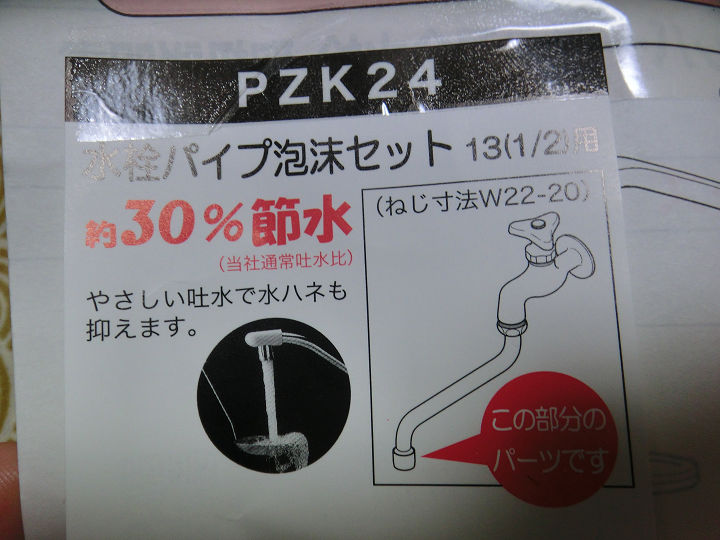 PZK24
水栓パイプ泡沫セット 13(1/2)用
約30%節水
(当社通常吐水比)
やさしい吐水で水ハネも
抑えます。
(ねじ寸法W22-20)
この部分の
パーツです